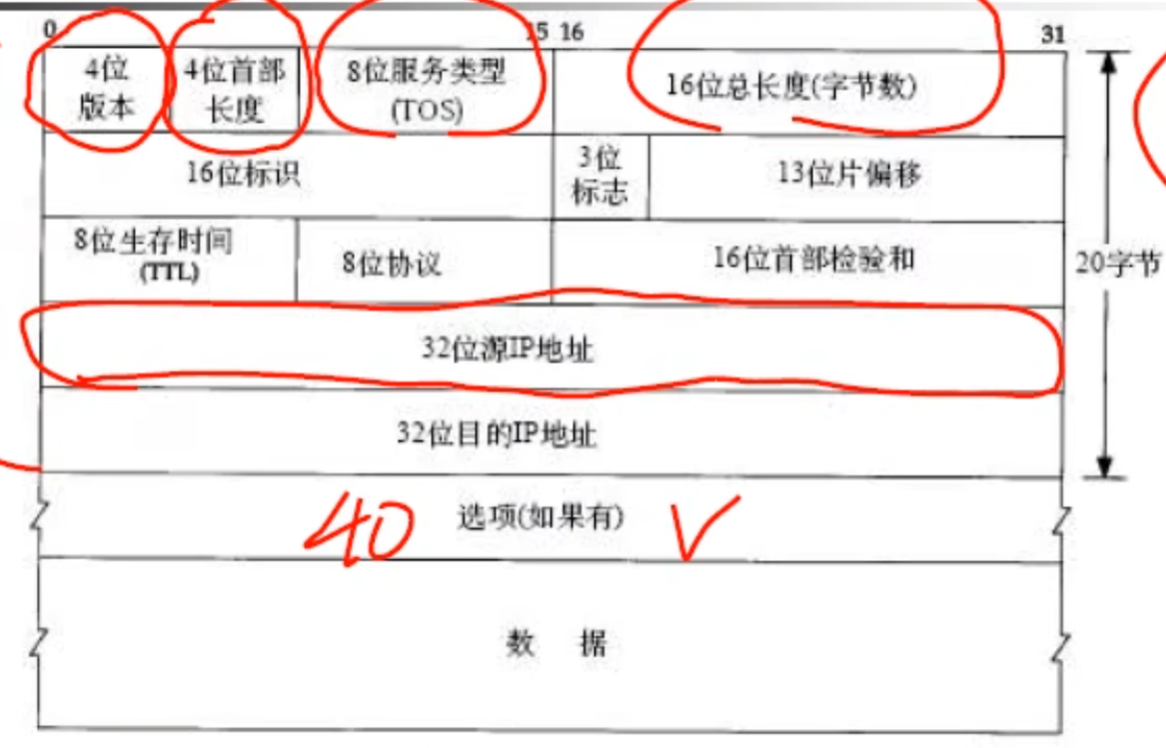 0 15 16 31
4位版本
4位首部长度
8位服务类型(TOS)
16位总长度(字节数)
16位标识
3位标志
13位片偏移
8位生存时间(TTL)
8位协议
16位首部检验和
20字节
32位源IP地址
32位目的IP地址
40 选项(如果有)
数 据